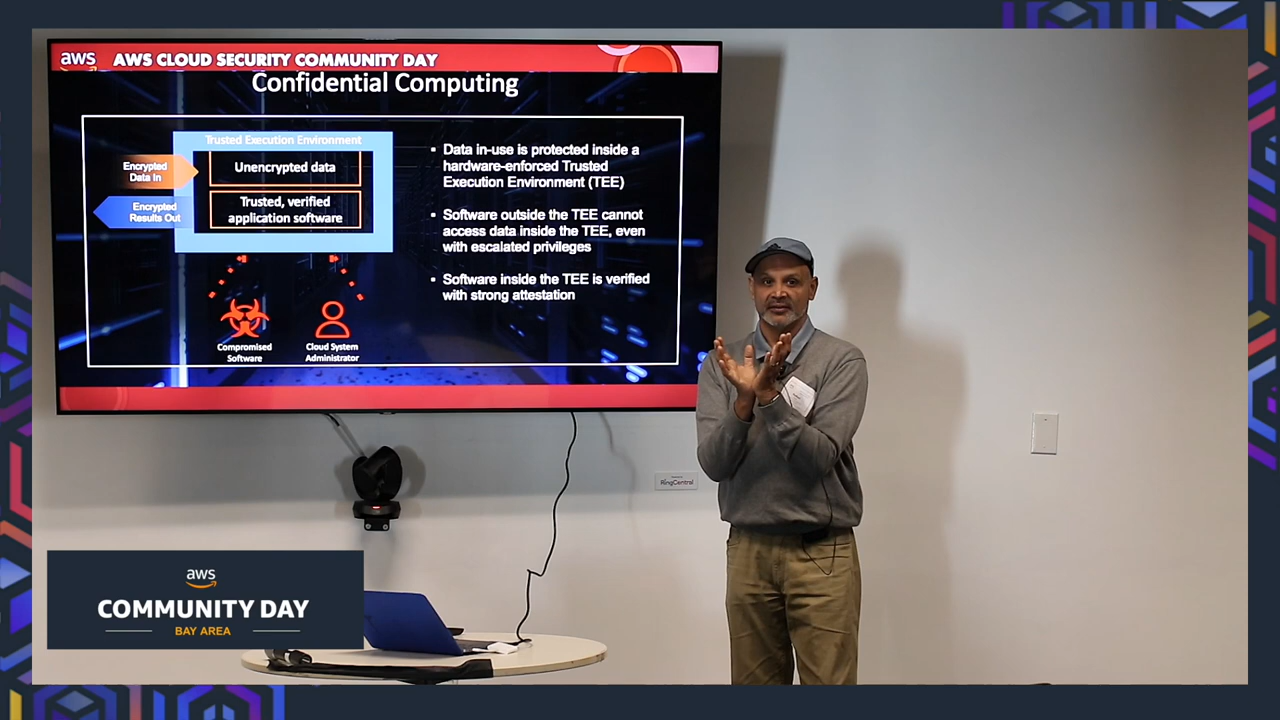 aws
AWS CLOUD SECURITY COMMUNITY DAY
Confidential Computing
Trusted Execution Environment
Encrypted
Data In
Unencrypted data
Encrypted
Results Out
Trusted, verified
application software
Compromised
Software
Cloud System
Administrator
▪ Data in-use is protected inside a
hardware-enforced Trusted
Execution Environment (TEE)
▪ Software outside the TEE cannot
access data inside the TEE, even
with escalated privileges
▪ Software inside the TEE is verified
with strong attestation
RingCentral
aws
COMMUNITY DAY
BAY AREA